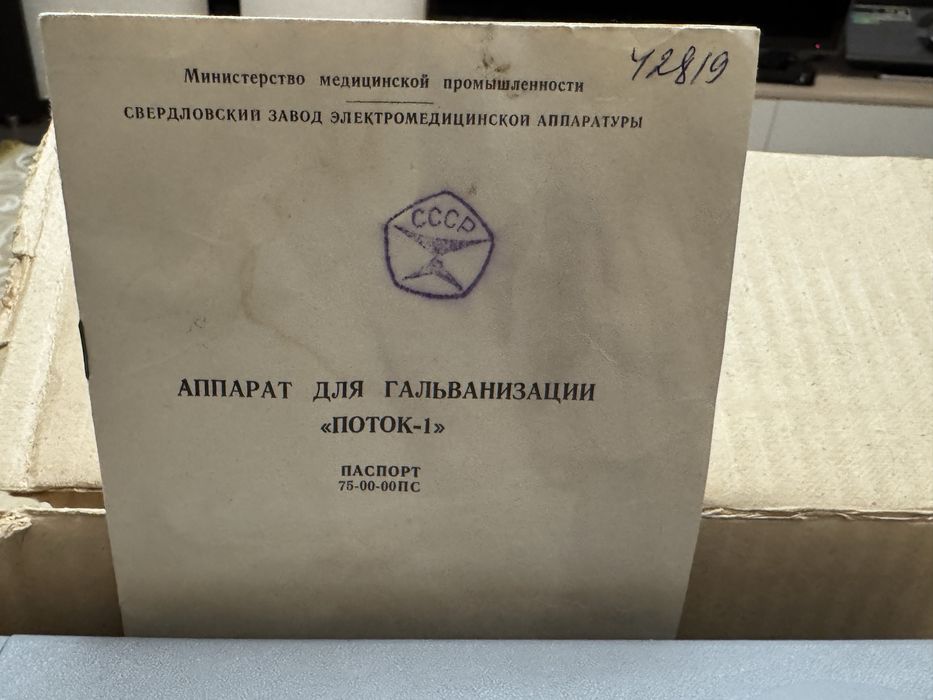 42819
Министерство медицинской промышленности
СВЕРДЛОВСКИЙ ЗАВОД ЭЛЕКТРОМЕДИЦИНСКОЙ АППАРАТУРЫ
СССР
АППАРАТ ДЛЯ ГАЛЬВАНИЗАЦИИ
«ПОТОК-1»
ПАСПОРТ
75-00-00ПС